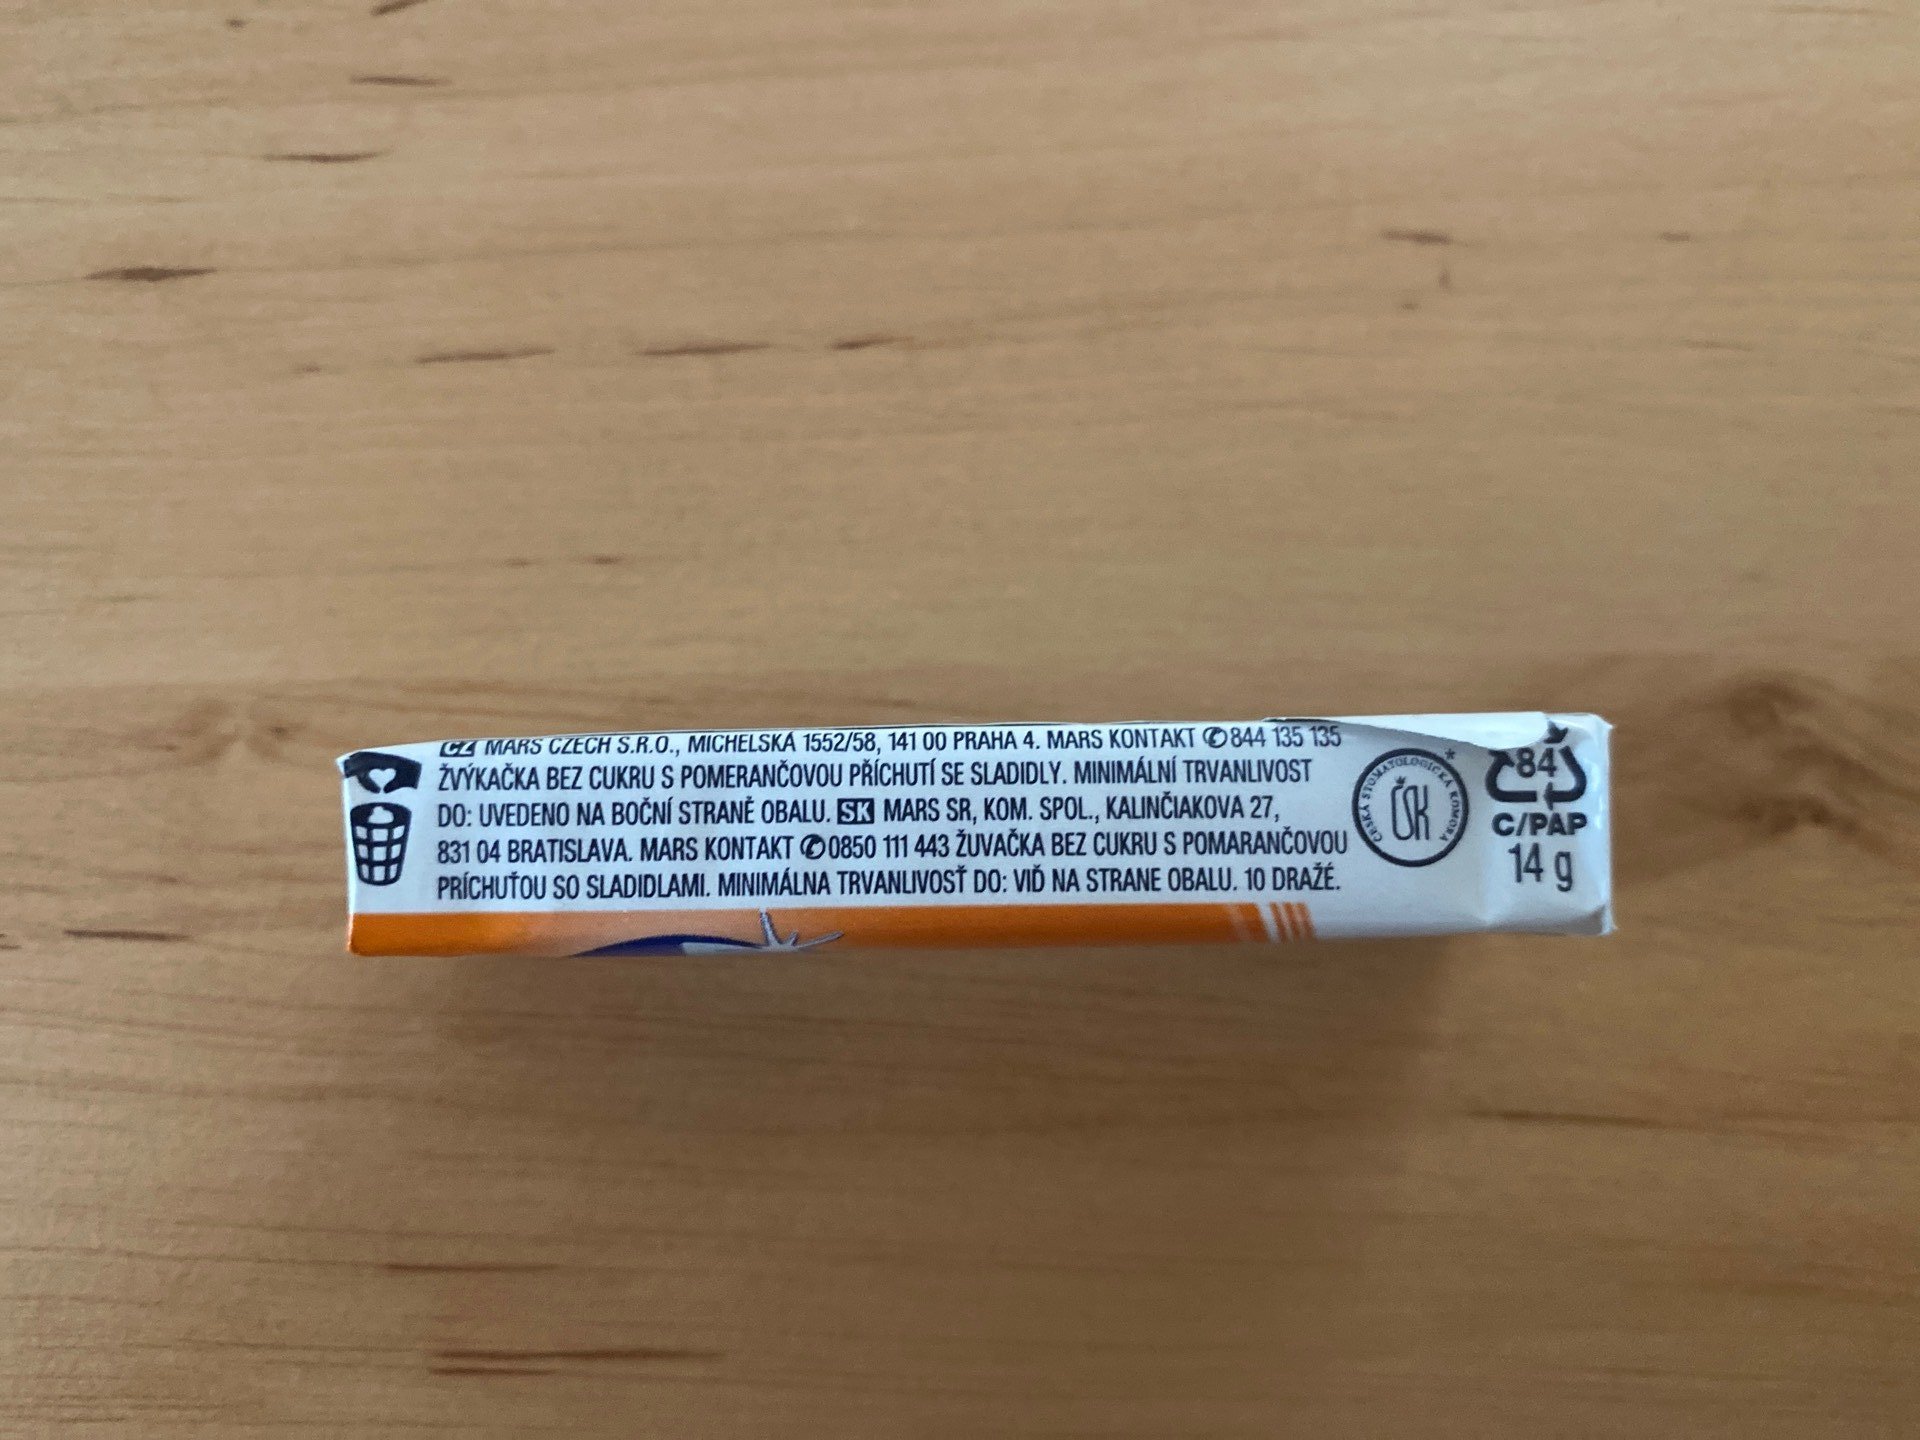 CZ MARS CZECH S.R.O., MICHELSKÁ 1552/58, 141 00 PRAHA 4. MARS KONTAKT ✆844 135 135
ŽVÝKAČKA BEZ CUKRU S POMERANČOVOU PŘÍCHUTÍ SE SLADIDLY. MINIMÁLNÍ TRVANLIVOST
DO: UVEDENO NA BOČNÍ STRANĚ OBALU. SK MARS SR, KOM. SPOL., KALINČIAKOVA 27,
831 04 BRATISLAVA. MARS KONTAKT ✆0850 111 443 ŽUVAČKA BEZ CUKRU S POMARANČOVOU
PRÍCHUŤOU SO SLADIDLAMI. MINIMÁLNA TRVANLIVOSŤ DO: VIĎ NA STRANE OBALU. 10 DRAŽÉ.
ČESKÁ STOMATOLOGICKÁ KOMORA *
ČSK
84
C/PAP
14 g